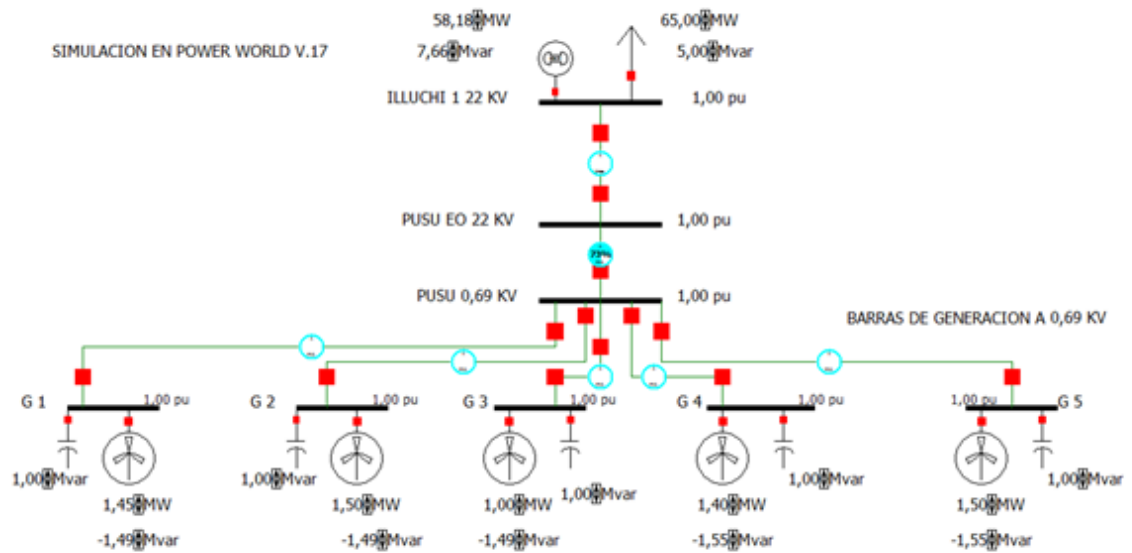 58,18 MW 65,00 MW
SIMULACION EN POWER WORLD V.17 7,66 Mvar 5,00 Mvar
ILLUCHI 1 22 KV 1,00 pu
PUSU EO 22 KV 1,00 pu
73%
PUSU 0,69 KV 1,00 pu
BARRAS DE GENERACION A 0,69 KV
G 1 1,00 pu G 2 1,00 pu G 3 1,00 pu G 4 1,00 pu 1,00 pu G 5
1,00 Mvar 1,00 Mvar 1,00 Mvar 1,00 Mvar 1,00 Mvar
1,45 MW 1,50 MW 1,00 MW 1,40 MW 1,50 MW
-1,49 Mvar -1,49 Mvar -1,49 Mvar -1,55 Mvar -1,55 Mvar